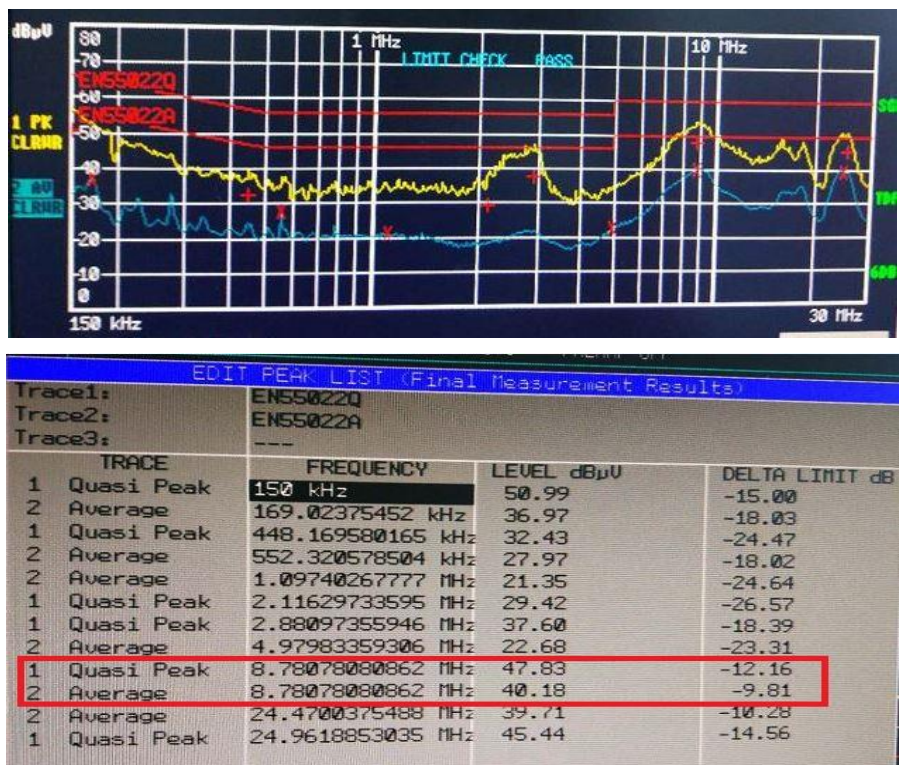 dBµV
80
1 MHz
10 MHz
70
LIMIT CHECK PASS
EN55022Q
60
EN55022A
SGL
1 PK
CLRWR
50
40
2 AV
CLRWR
30
TDF
20
10
6DB
0
150 kHz
30 MHz
EDIT PEAK LIST (Final Measurement Results)
Trace1: EN55022Q
Trace2: EN55022A
Trace3: ---
TRACE FREQUENCY LEVEL dBµV DELTA LIMIT dB
1 Quasi Peak 150 kHz 50.99 -15.00
2 Average 169.02375452 kHz 36.97 -18.03
1 Quasi Peak 448.169580165 kHz 32.43 -24.47
2 Average 552.320578504 kHz 27.97 -18.02
2 Average 1.09740267777 MHz 21.35 -24.64
1 Quasi Peak 2.11629733595 MHz 29.42 -26.57
1 Quasi Peak 2.88097355946 MHz 37.60 -18.39
2 Average 4.97983359306 MHz 22.68 -23.31
1 Quasi Peak 8.78078080862 MHz 47.83 -12.16
2 Average 8.78078080862 MHz 40.18 -9.81
2 Average 24.4700375488 MHz 39.71 -10.28
1 Quasi Peak 24.9618853035 MHz 45.44 -14.56